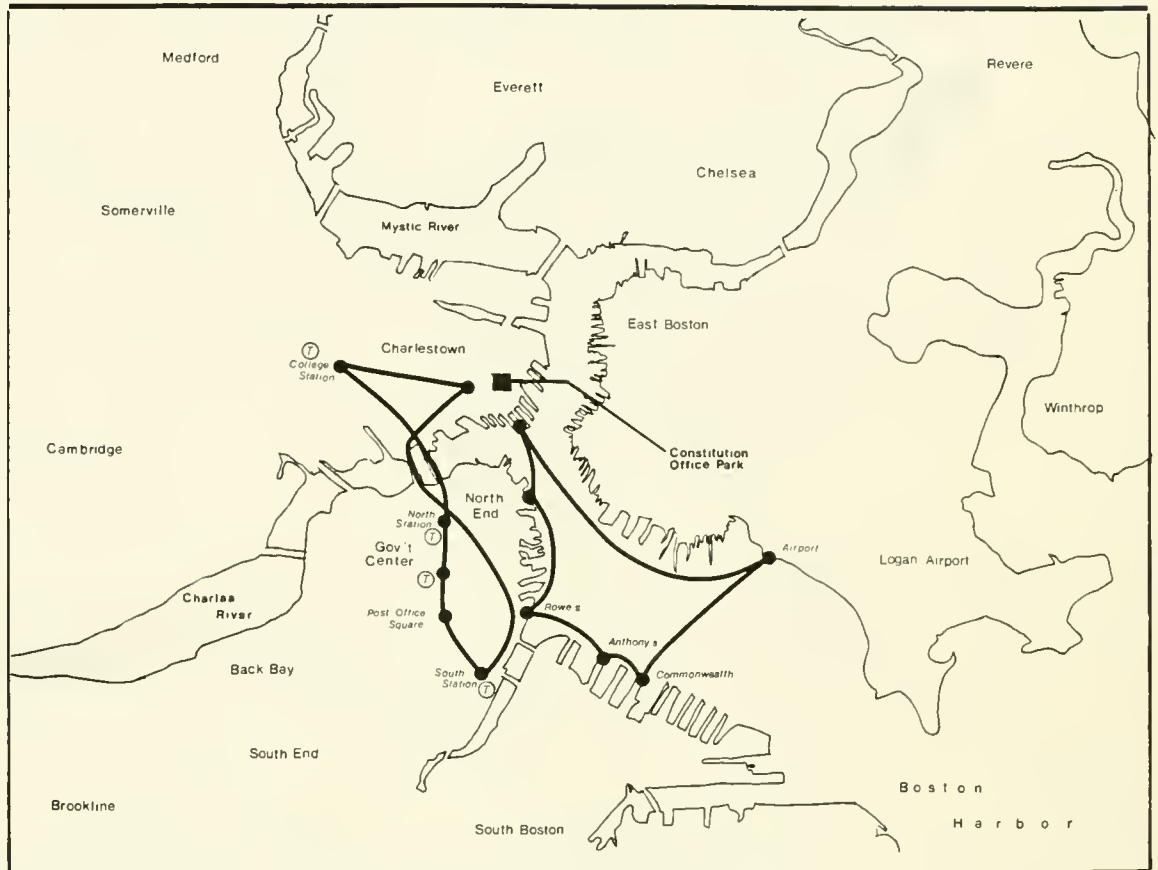 Medford
Revere
Everett
Chelsea
Somerville
Mystic River
East Boston
Charlestown
T
College
Station
Winthrop
Cambridge
Constitution
Office Park
North
End
North
Station
T
Gov't
Center
T
Airport
Logan Airport
Charles
River
Post Office
Square
Rowe s
Anthony s
Back Bay
South
Station
T
Commonwealth
South End
Boston
Harbor
Brookline
South Boston